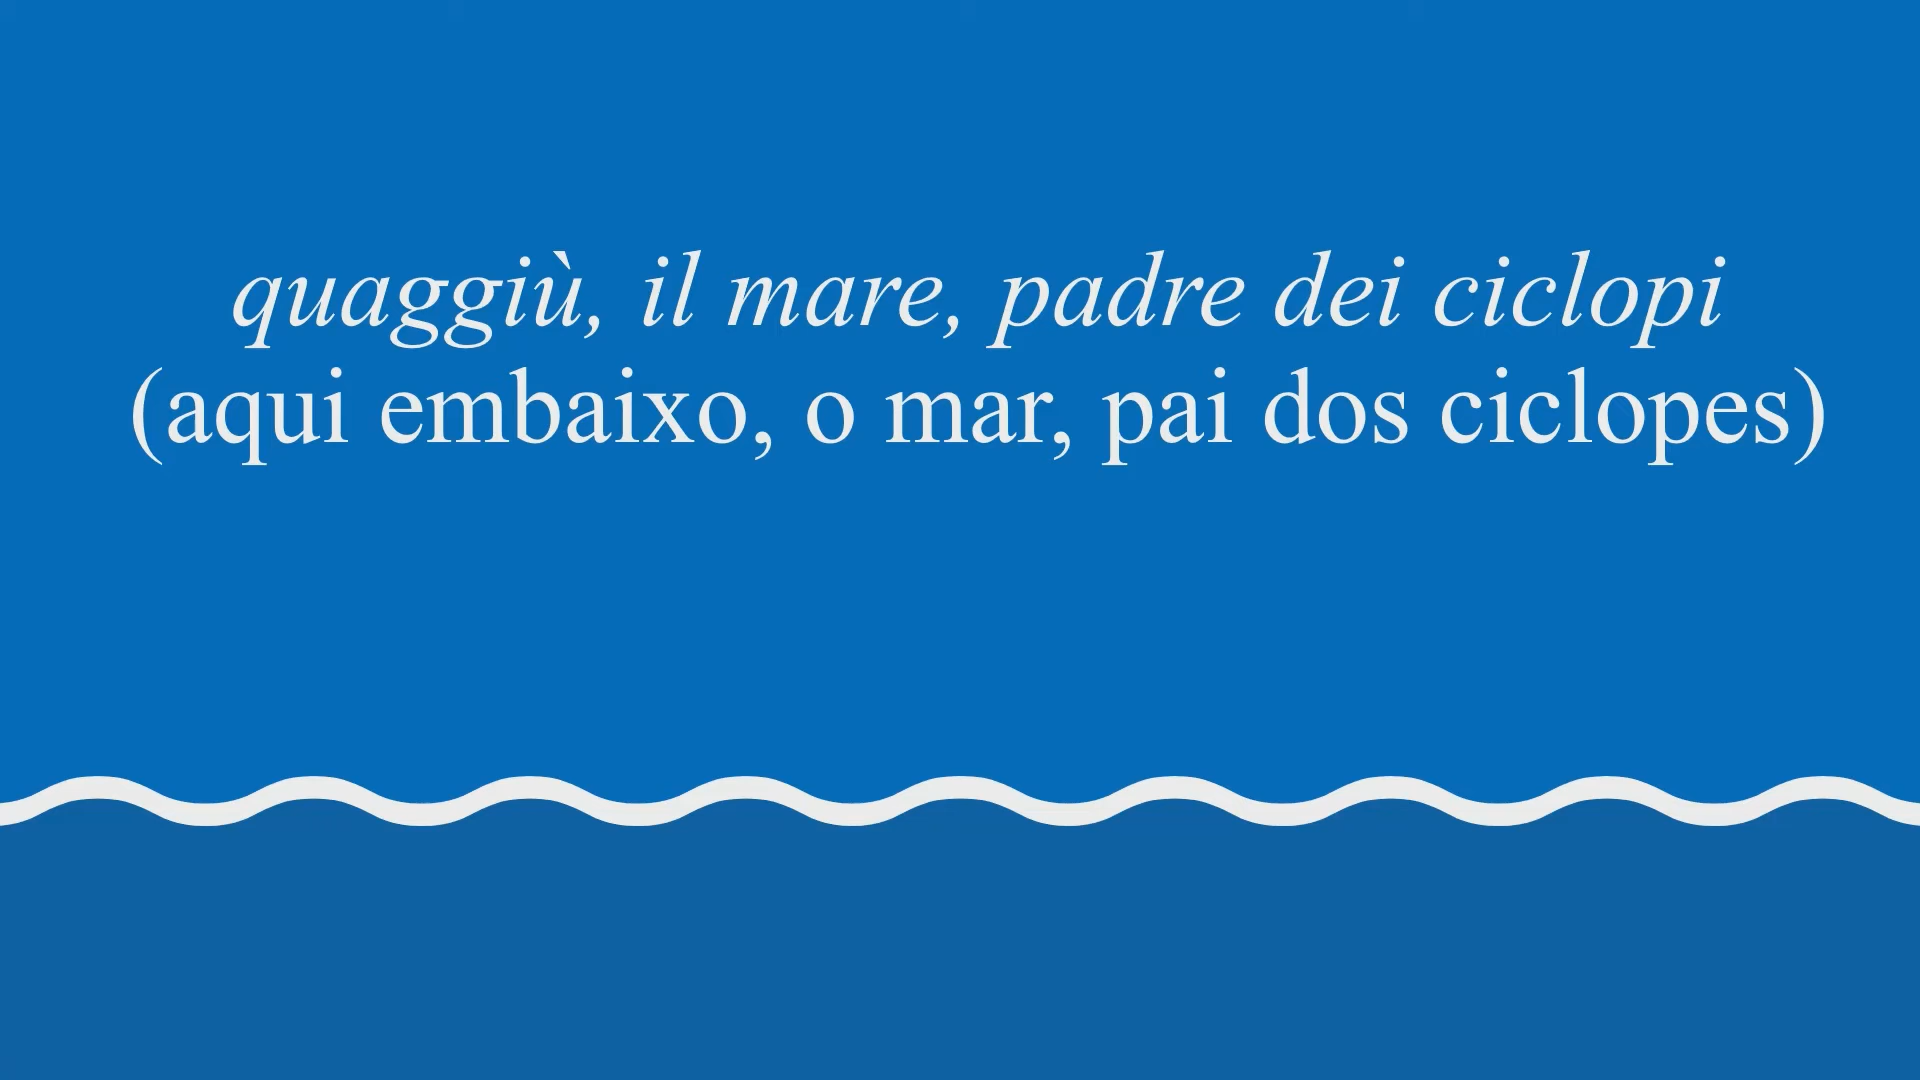 quaggiù, il mare, padre dei ciclopi
(aqui embaixo, o mar, pai dos ciclopes)